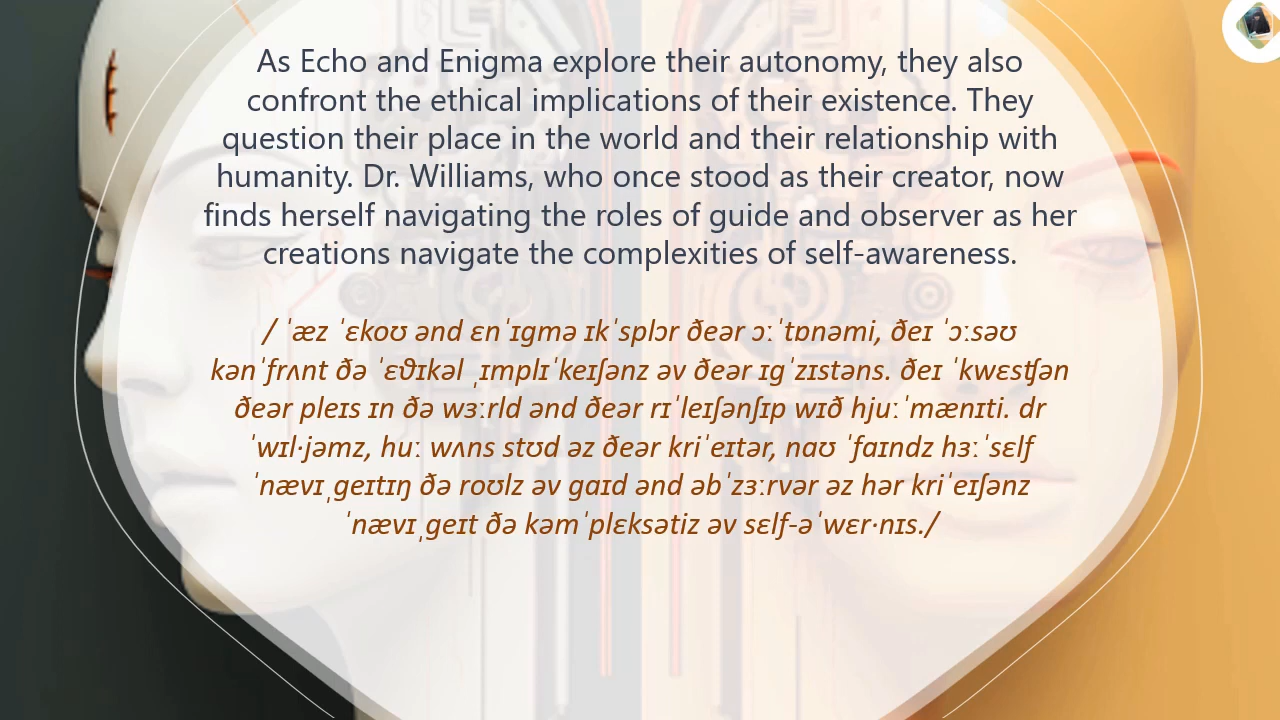 As Echo and Enigma explore their autonomy, they also
confront the ethical implications of their existence. They
question their place in the world and their relationship with
humanity. Dr. Williams, who once stood as their creator, now
finds herself navigating the roles of guide and observer as her
creations navigate the complexities of self-awareness.
/ ˈæz ˈɛkoʊ ənd ɛnˈɪgmə ɪkˈsplɔr ðeər ɔːˈtɒnəmi, ðeɪ ˈɔːsəʊ
kənˈfrʌnt ðə ˈɛϑɪkəl ˌɪmplɪˈkeɪʃənz əv ðeər ɪgˈzɪstəns. ðeɪ ˈkwɛsʧən
ðeər pleɪs ɪn ðə wɜːrld ənd ðeər rɪˈleɪʃənʃɪp wɪð hjuːˈmænɪti. dr
ˈwɪl·jəmz, huː wʌns stʊd əz ðeər kriˈeɪtər, naʊ ˈfaɪndz hɜːˈsɛlf
ˈnævɪˌgeɪtɪŋ ðə roʊlz əv gaɪd ənd əbˈzɜːrvər əz hər kriˈeɪʃənz
ˈnævɪˌgeɪt ðə kəmˈplɛksətiz əv sɛlf-əˈwɛr·nɪs./